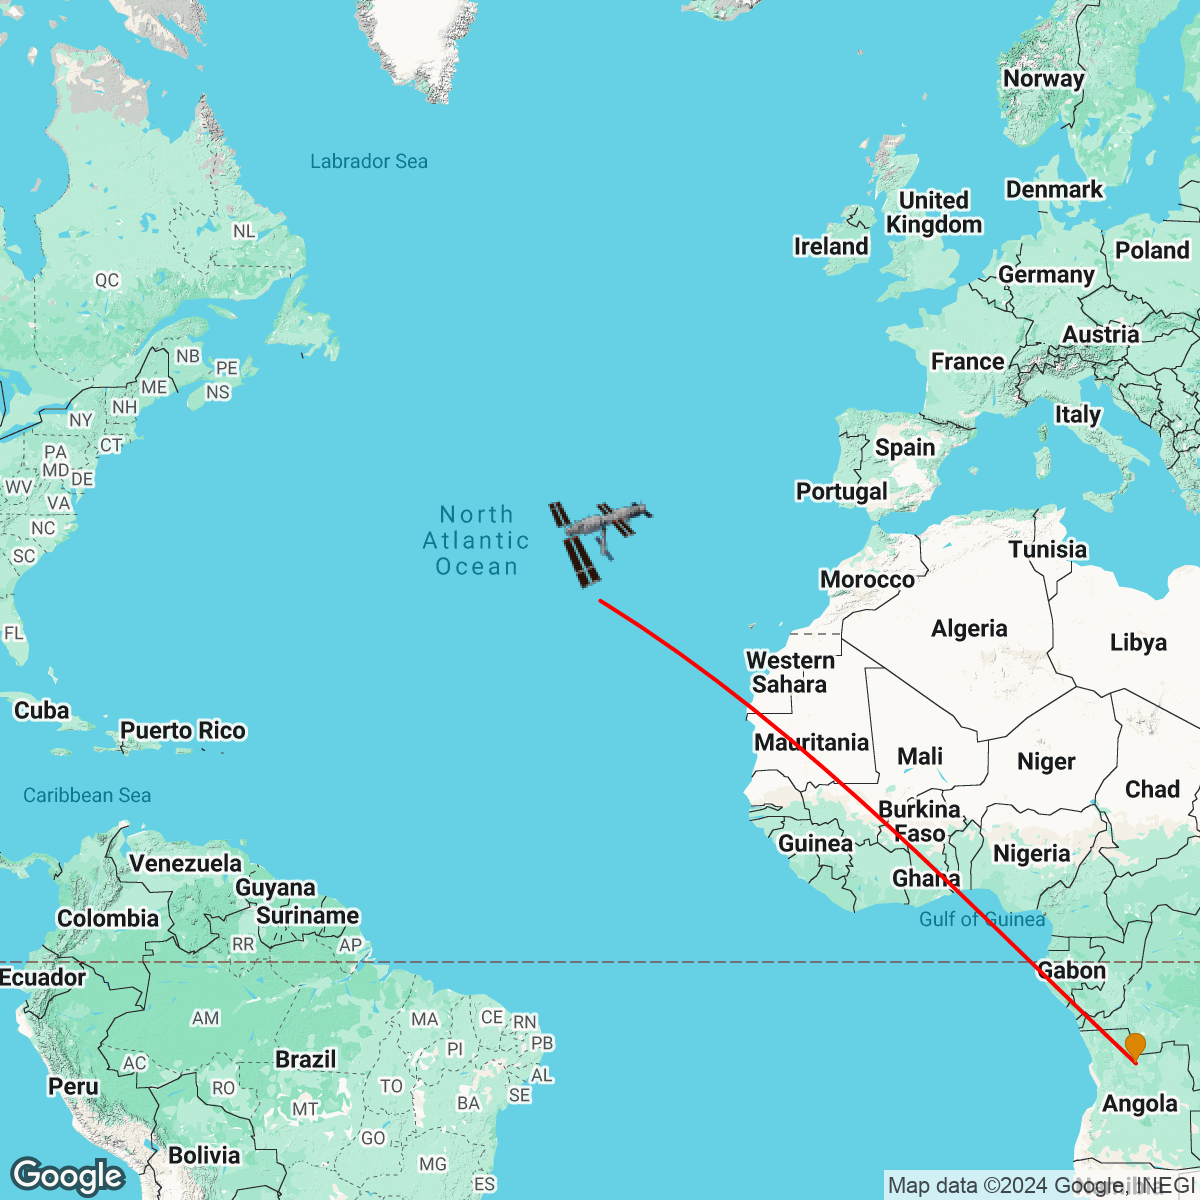 Norway
Labrador Sea
Denmark
United
Kingdom
NL
Ireland
Poland
Germany
QC
Austria
NB
France
PE
ME
NS
NH
Italy
NY
CT
Spain
PA
MD
DE
WV
Portugal
VA
North
Atlantic
Ocean
NC
Tunisia
SC
Morocco
FL
Algeria
Libya
Western
Sahara
Cuba
Puerto Rico
Mauritania
Mali
Niger
Caribbean Sea
Chad
Burkina
Faso
Guinea
Nigeria
Venezuela
Ghana
Guyana
Suriname
Colombia
Gulf of Guinea
RR
AP
Gabon
Ecuador
AM
MA
CE
RN
PB
PI
Brazil
AC
AL
Peru
RO
TO
SE
MT
BA
Angola
GO
Bolivia
MG
ES
Google
Map data ©2024 Google, INEGI